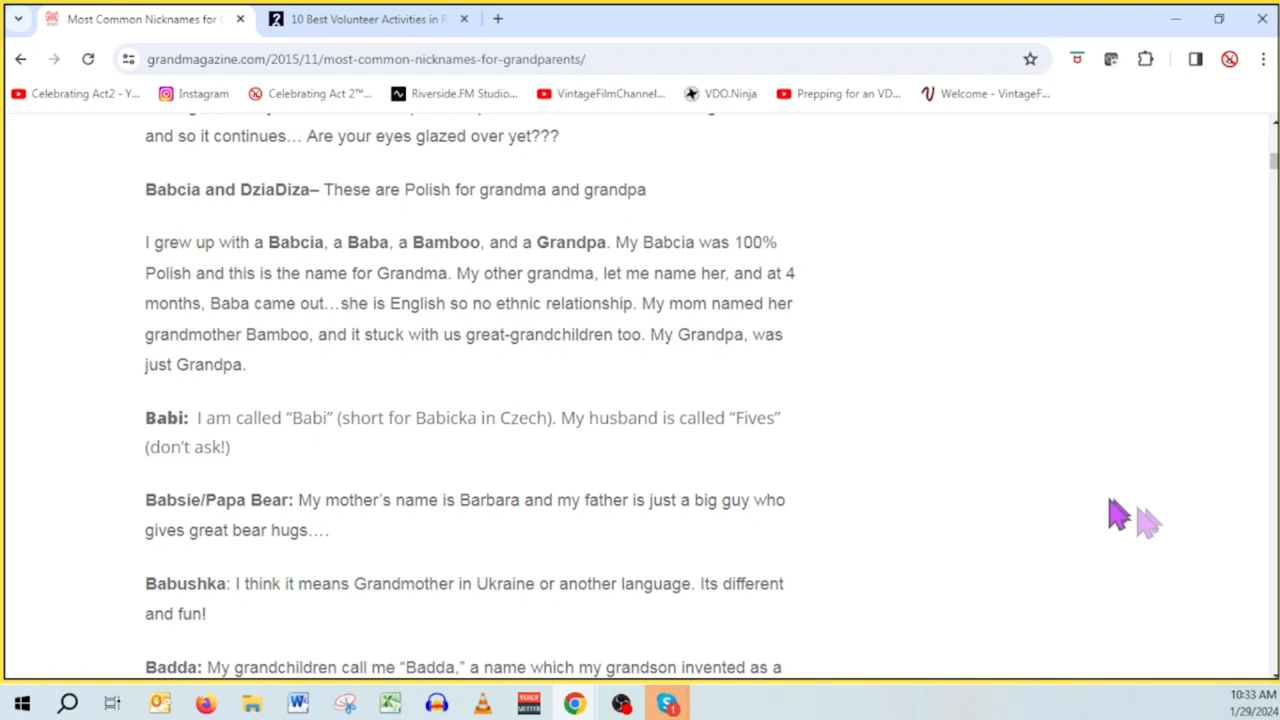 Most Common Nicknames for
10 Best Volunteer Activities in
grandmagazine.com/2015/11/most-common-nicknames-for-grandparents/
Celebrating Act2 - Y...
Instagram
Celebrating Act 2™...
Riverside.FM Studio...
VintageFilmChannel...
VDO.Ninja
Prepping for an VD...
Welcome - VintageF...
and so it continues… Are your eyes glazed over yet???
Babcia and DziaDiza– These are Polish for grandma and grandpa
I grew up with a Babcia, a Baba, a Bamboo, and a Grandpa. My Babcia was 100%
Polish and this is the name for Grandma. My other grandma, let me name her, and at 4
months, Baba came out…she is English so no ethnic relationship. My mom named her
grandmother Bamboo, and it stuck with us great-grandchildren too. My Grandpa, was
just Grandpa.
Babi: I am called “Babi” (short for Babicka in Czech). My husband is called “Fives”
(don’t ask!)
Babsie/Papa Bear: My mother’s name is Barbara and my father is just a big guy who
gives great bear hugs….
Babushka: I think it means Grandmother in Ukraine or another language. Its different
and fun!
Badda: My grandchildren call me “Badda,” a name which my grandson invented as a
10:33 AM
1/29/2024